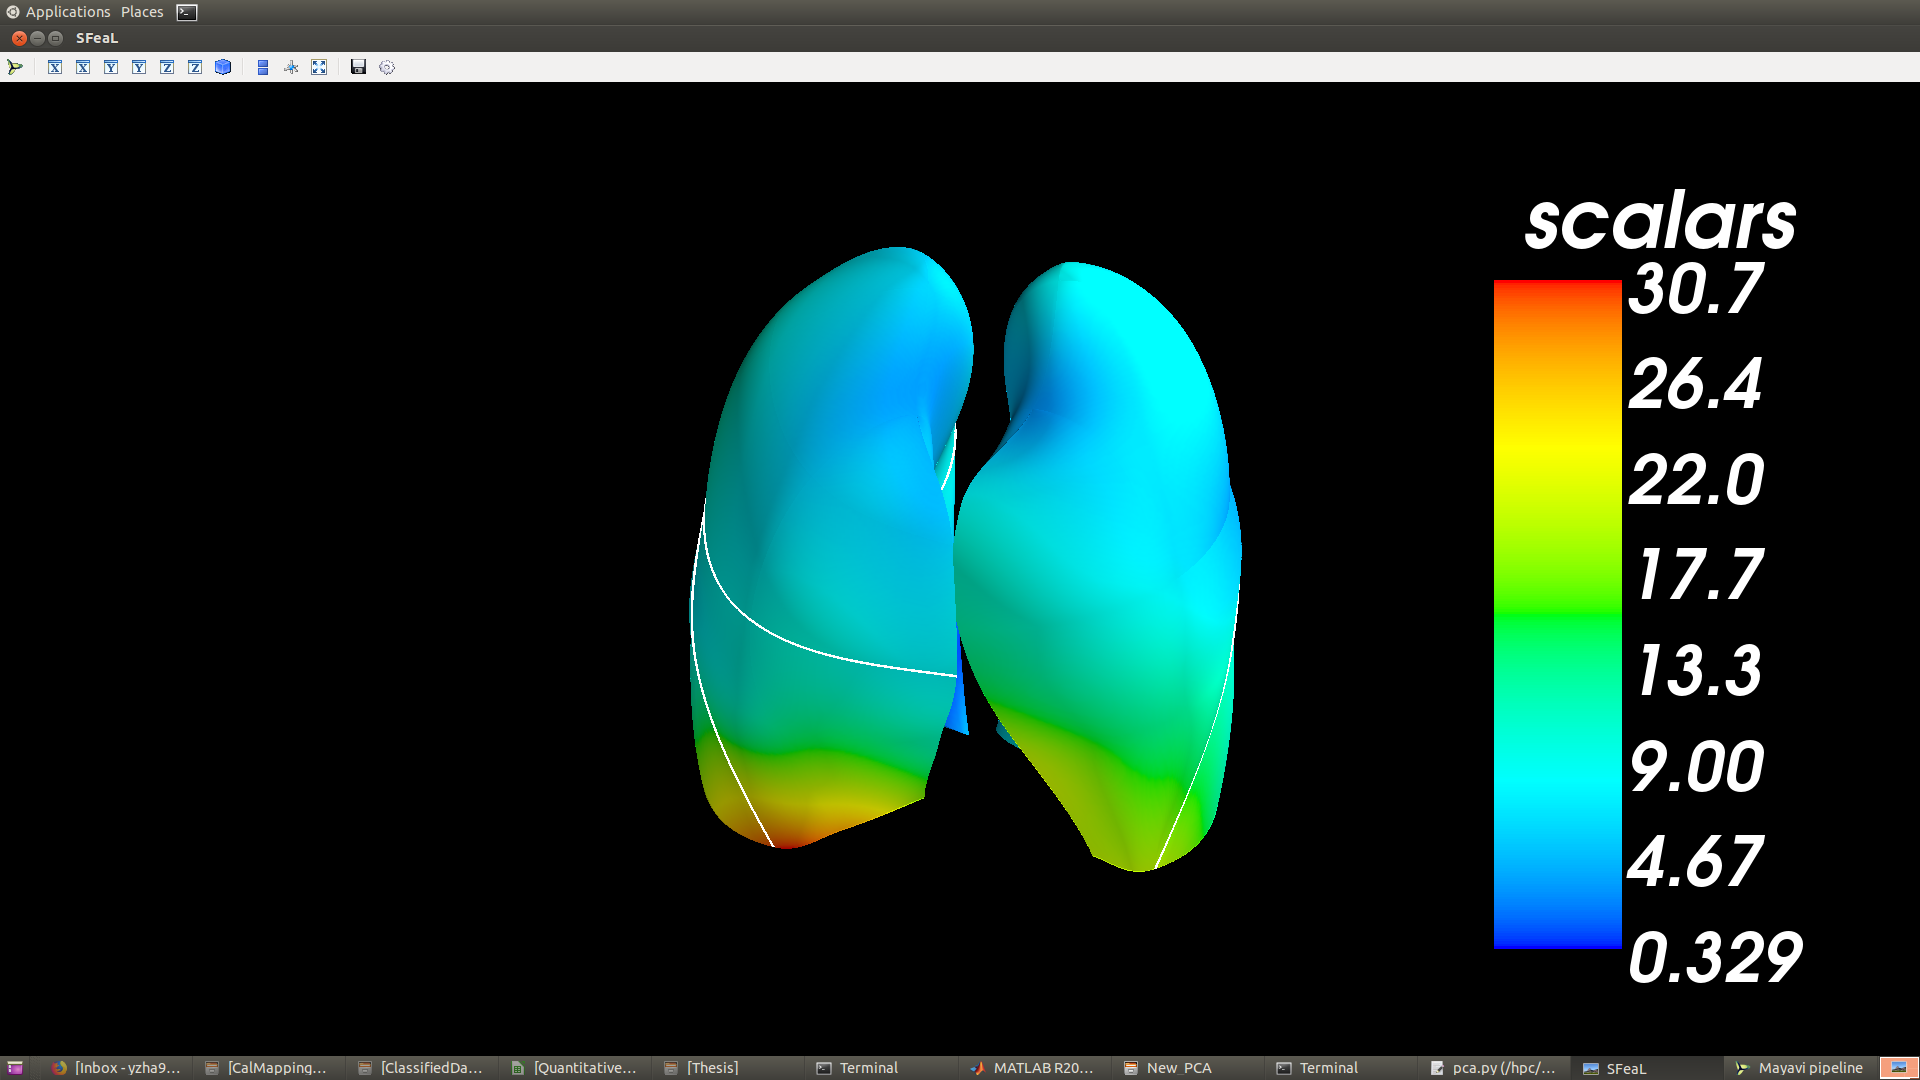 Applications Places
SFeaL
X X Y Y Z Z
scalars
30.7
26.4
22.0
17.7
13.3
9.00
4.67
0.329
[Inbox - yzha9... [CalMapping... [ClassifiedDa... [Quantitative... [Thesis] Terminal MATLAB R20... New_PCA Terminal pca.py (/hpc/... SFeaL Mayavi pipeline